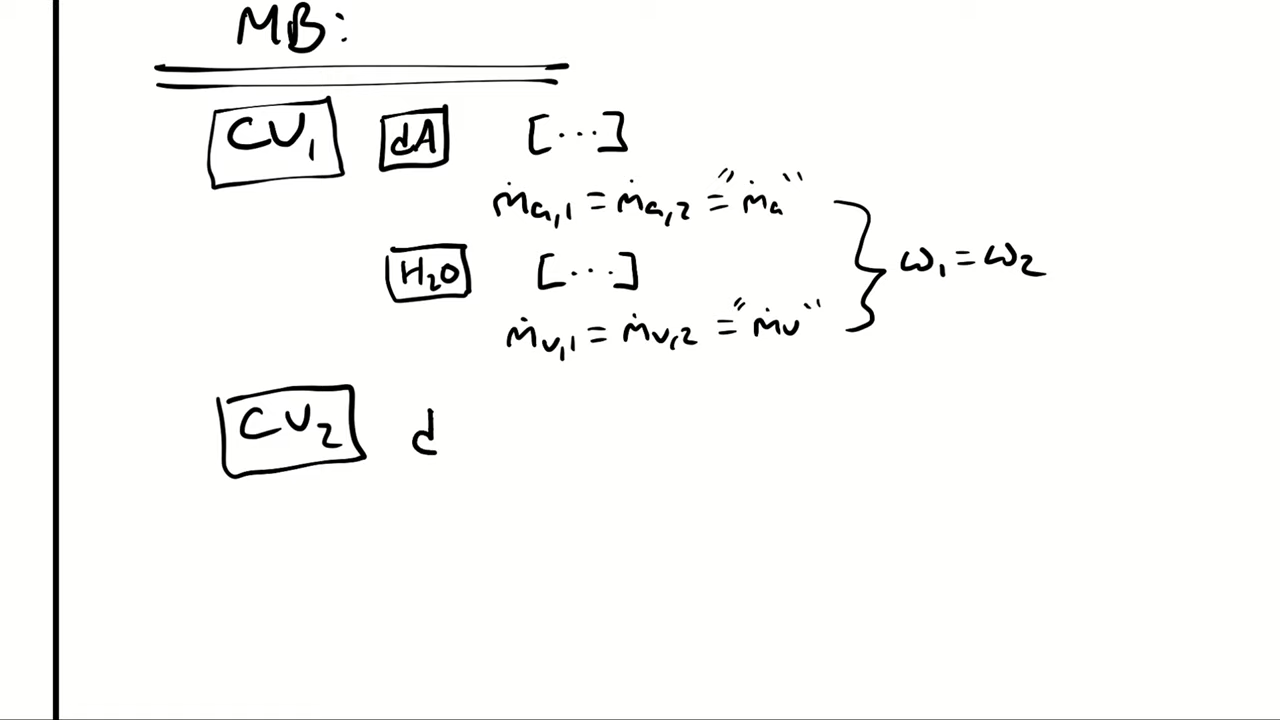 MB:
CV₁ dA [...]
ṁa,1 = ṁa,2 = "ṁa"
H₂O [...]
ω₁ = ω₂
ṁv,1 = ṁv,2 = "ṁv"
CV₂ d